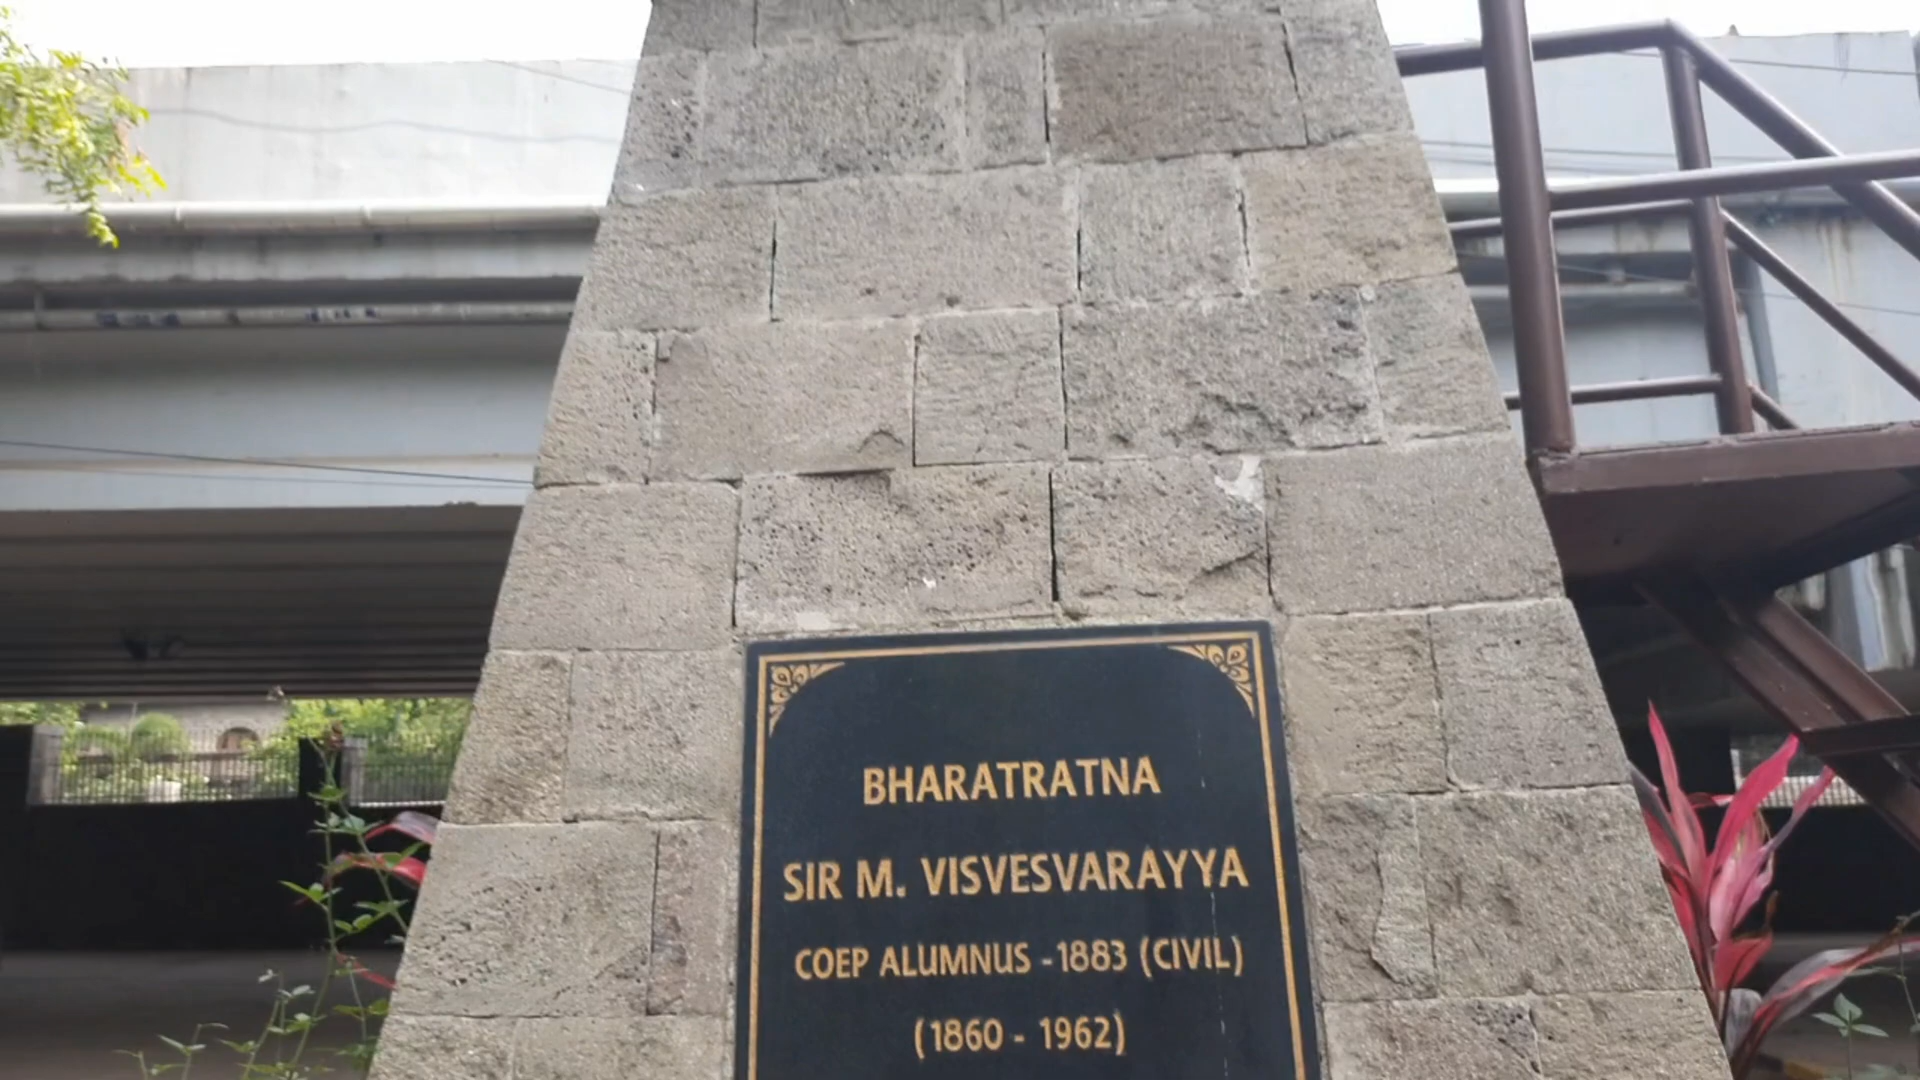 BHARATRATNA
SIR M. VISVESVARAYYA
COEP ALUMNUS -1883 (CIVIL)
(1860 - 1962)